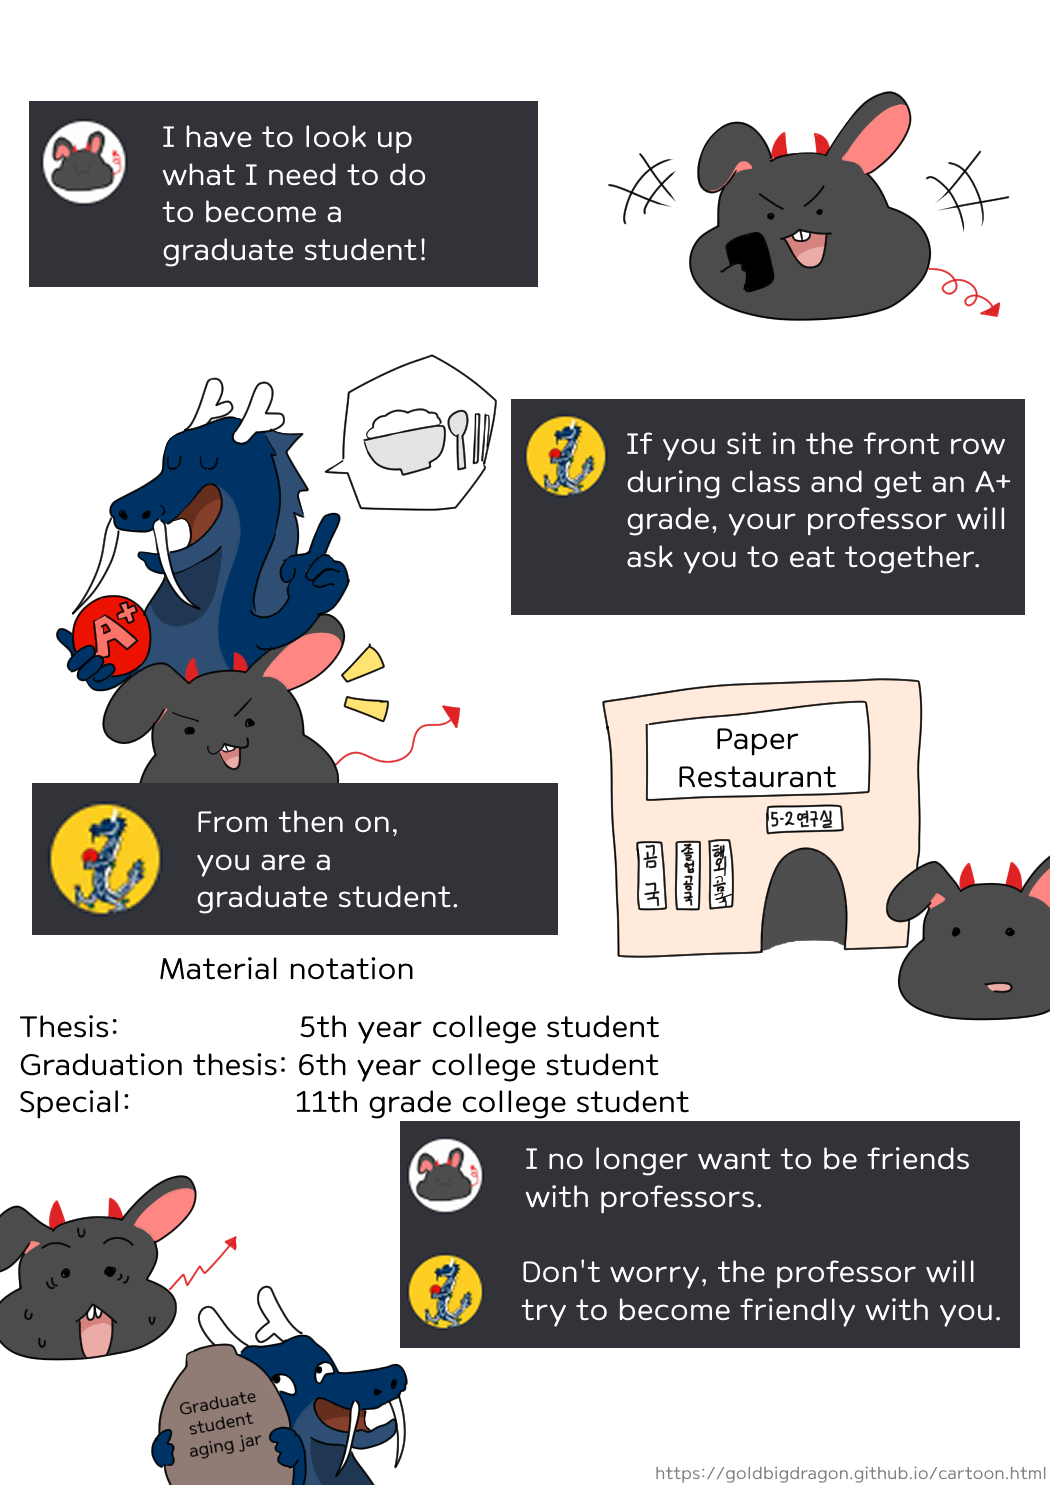 I have to look up
what I need to do
to become a
graduate student!
If you sit in the front row
during class and get an A+
grade, your professor will
ask you to eat together.
A+
From then on,
you are a
graduate student.
Paper
Restaurant
5-2 연구실
곰국
졸업곰국
해외곰국
Material notation
Thesis: 5th year college student
Graduation thesis: 6th year college student
Special: 11th grade college student
I no longer want to be friends
with professors.
Don't worry, the professor will
try to become friendly with you.
Graduate
student
aging jar
https://goldbigdragon.github.io/cartoon.html